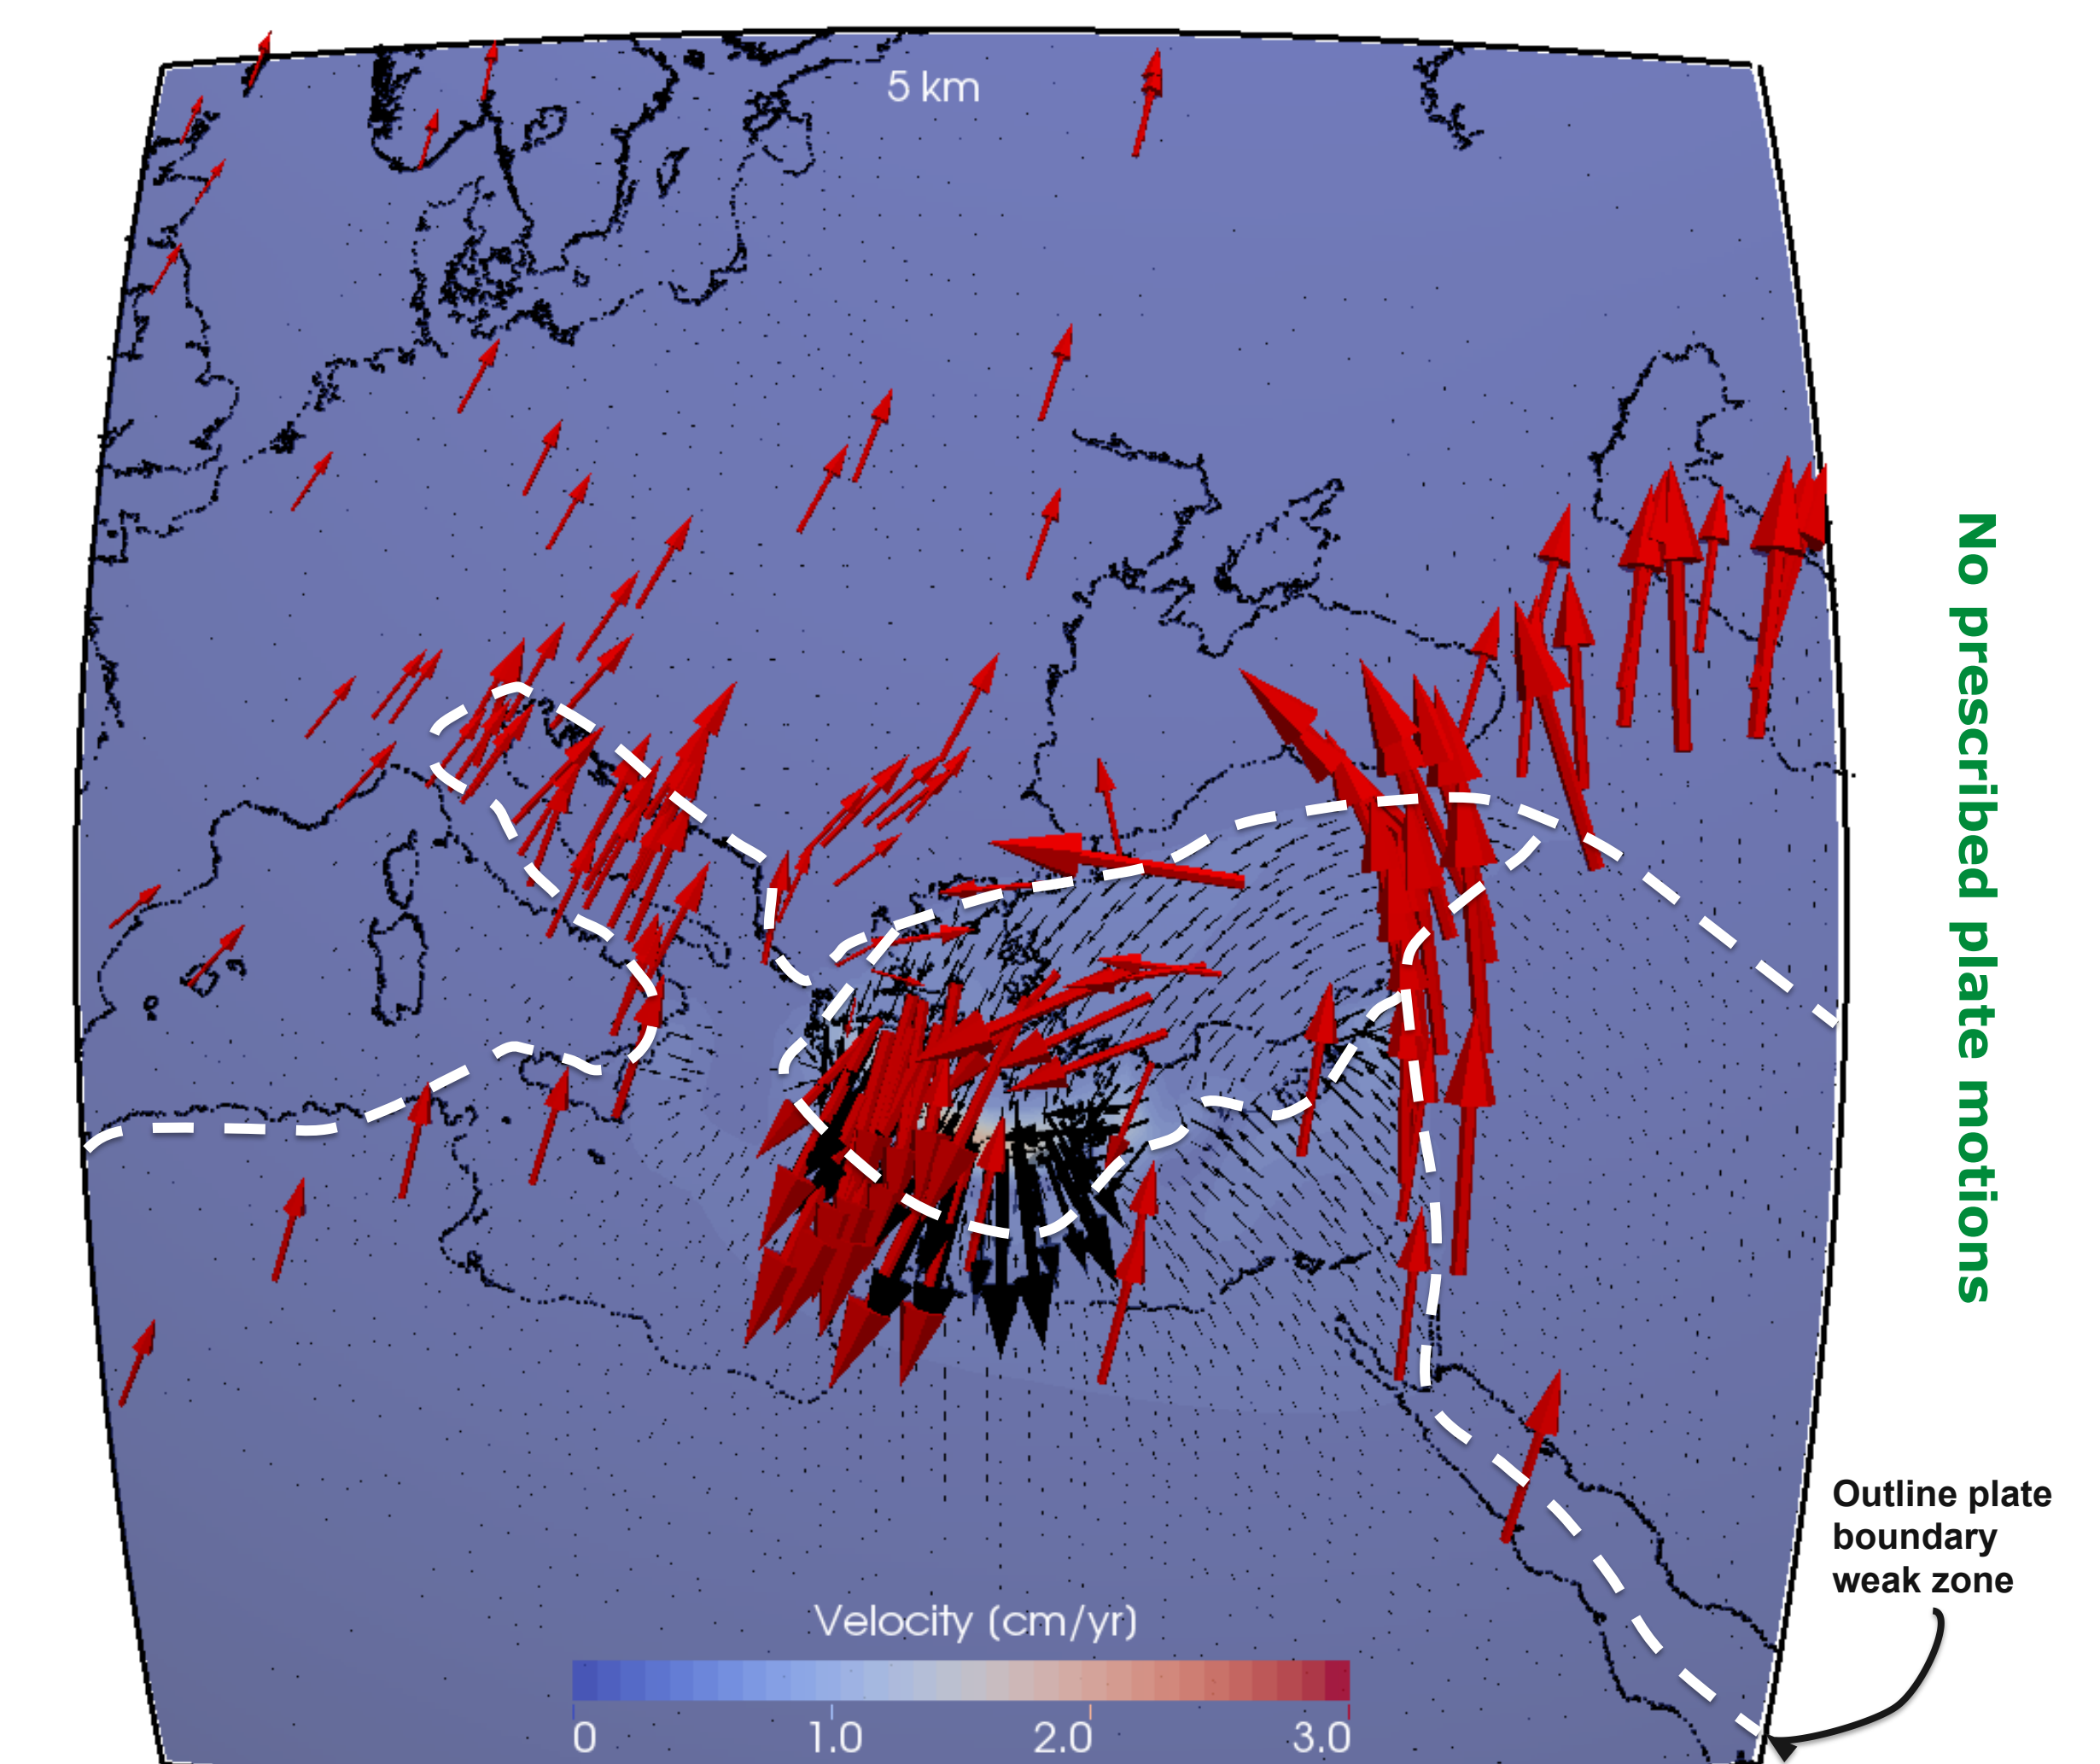 5 km
No prescribed plate motions
Outline plate
boundary
weak zone
Velocity (cm/yr)
0 1.0 2.0 3.0